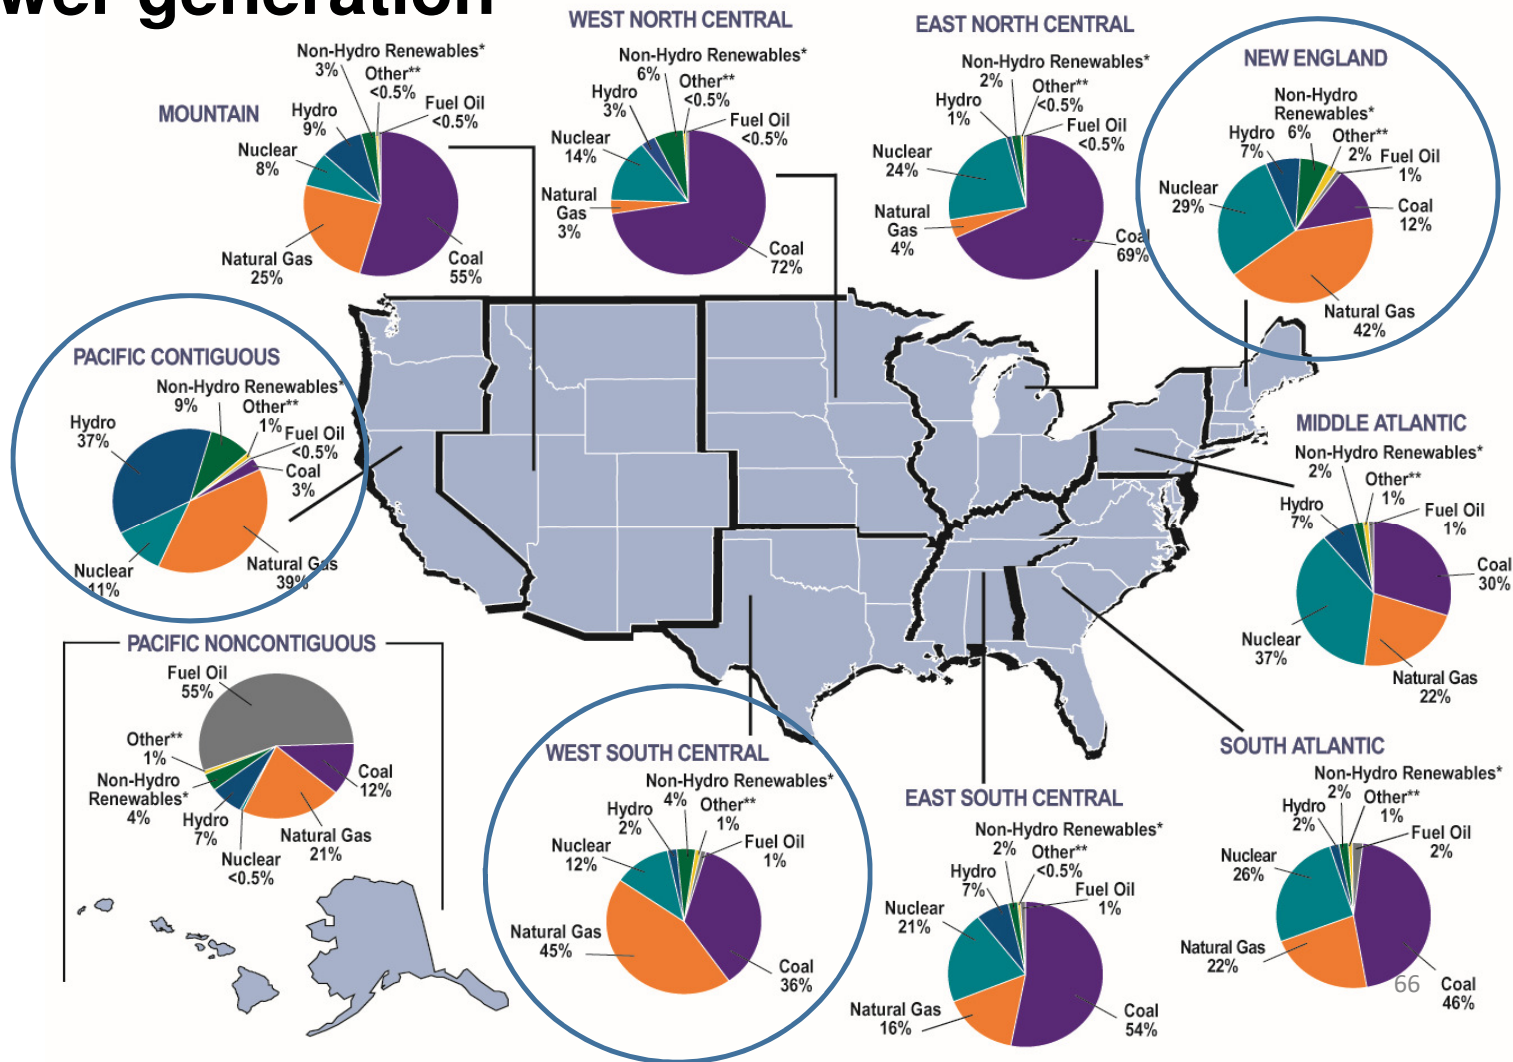 wer generation
WEST NORTH CENTRAL
Non-Hydro Renewables*
6%
Other**
<0.5%
Hydro
3%
Fuel Oil
<0.5%
Nuclear
14%
Natural
Gas
3%
Coal
72%
EAST NORTH CENTRAL
Non-Hydro Renewables*
2%
Other**
<0.5%
Hydro
1%
Fuel Oil
<0.5%
Nuclear
24%
Natural
Gas
4%
Coal
69%
NEW ENGLAND
Non-Hydro
Renewables*
6%
Hydro
7%
Other**
2%
Fuel Oil
1%
Nuclear
29%
Coal
12%
Natural Gas
42%
MOUNTAIN
Non-Hydro Renewables*
3%
Other**
<0.5%
Hydro
9%
Fuel Oil
<0.5%
Nuclear
8%
Natural Gas
25%
Coal
55%
PACIFIC CONTIGUOUS
Non-Hydro Renewables*
9%
Other**
1%
Hydro
37%
Fuel Oil
<0.5%
Coal
3%
Nuclear
11%
Natural Gas
39%
MIDDLE ATLANTIC
Non-Hydro Renewables*
2%
Other**
1%
Hydro
7%
Fuel Oil
1%
Coal
30%
Nuclear
37%
Natural Gas
22%
PACIFIC NONCONTIGUOUS
Fuel Oil
55%
Other**
1%
Non-Hydro
Renewables*
4%
Hydro
7%
Nuclear
<0.5%
Natural Gas
21%
Coal
12%
WEST SOUTH CENTRAL
Non-Hydro Renewables*
4%
Other**
1%
Hydro
2%
Fuel Oil
1%
Nuclear
12%
Natural Gas
45%
Coal
36%
EAST SOUTH CENTRAL
Non-Hydro Renewables*
2%
Other**
<0.5%
Hydro
7%
Fuel Oil
1%
Nuclear
21%
Natural Gas
16%
Coal
54%
SOUTH ATLANTIC
Non-Hydro Renewables*
2%
Other**
1%
Hydro
2%
Fuel Oil
2%
Nuclear
26%
Natural Gas
22%
Coal
46%
66